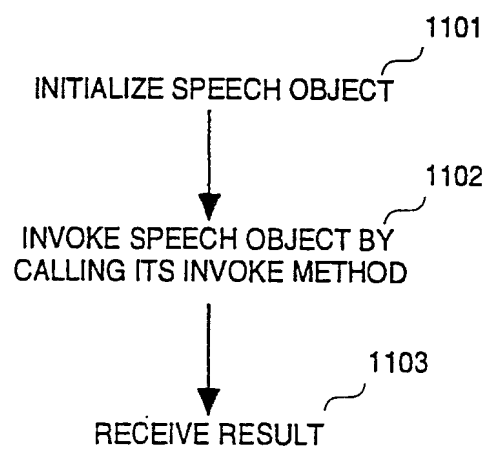 1101
INITIALIZE SPEECH OBJECT
1102
INVOKE SPEECH OBJECT BY
CALLING ITS INVOKE METHOD
1103
RECEIVE RESULT